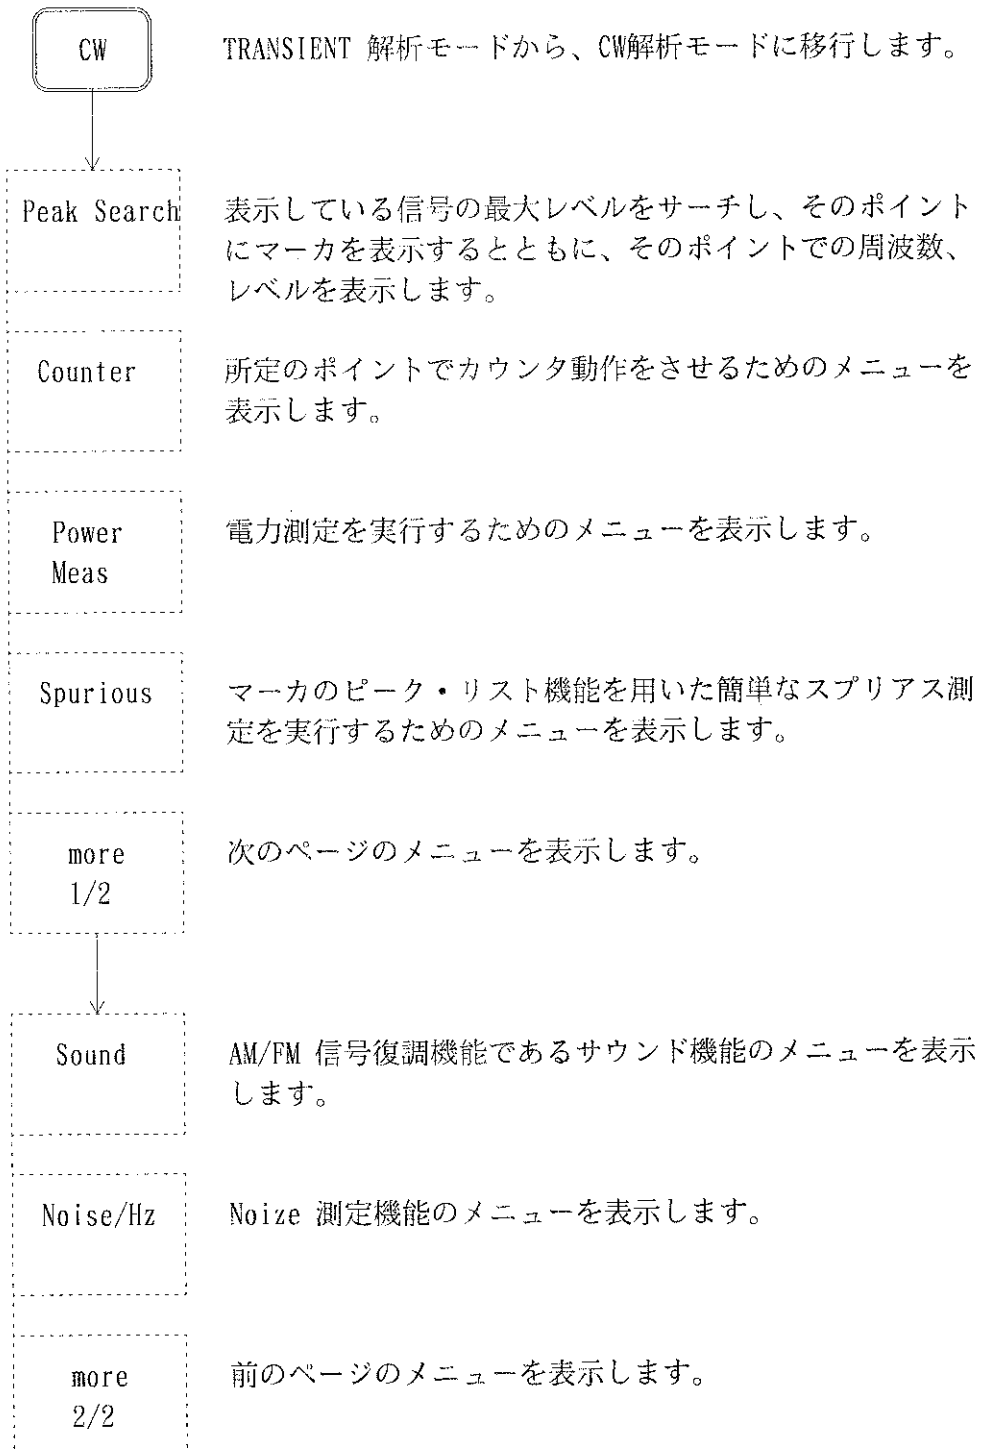 CW
TRANSIENT 解析モードから、CW解析モードに移行します。
Peak Search
表示している信号の最大レベルをサーチし、そのポイント
にマーカを表示するとともに、そのポイントでの周波数、
レベルを表示します。
Counter
所定のポイントでカウンタ動作をさせるためのメニューを
表示します。
Power
Meas
電力測定を実行するためのメニューを表示します。
Spurious
マーカのピーク・リスト機能を用いた簡単なスプリアス測
定を実行するためのメニューを表示します。
more
1/2
次のページのメニューを表示します。
Sound
AM/FM 信号復調機能であるサウンド機能のメニューを表示
します。
Noise/Hz
Noize 測定機能のメニューを表示します。
more
2/2
前のページのメニューを表示します。